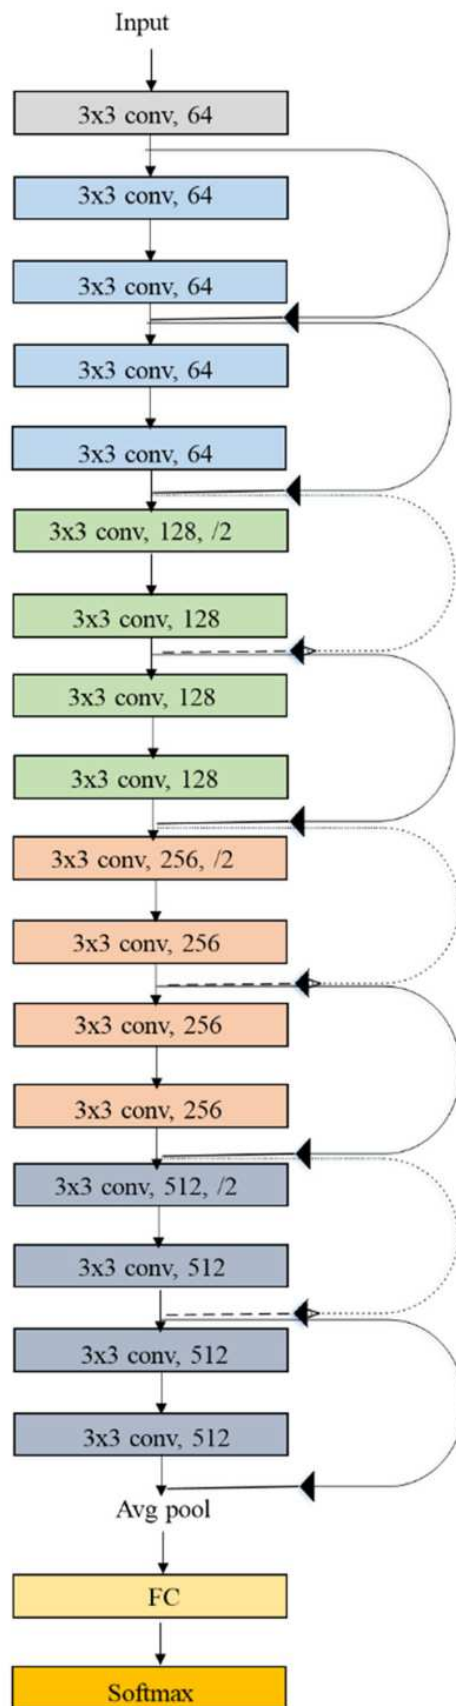 Input
3x3 conv, 64
3x3 conv, 64
3x3 conv, 64
3x3 conv, 64
3x3 conv, 64
3x3 conv, 128, /2
3x3 conv, 128
3x3 conv, 128
3x3 conv, 128
3x3 conv, 256, /2
3x3 conv, 256
3x3 conv, 256
3x3 conv, 256
3x3 conv, 512, /2
3x3 conv, 512
3x3 conv, 512
3x3 conv, 512
Avg pool
FC
Softmax